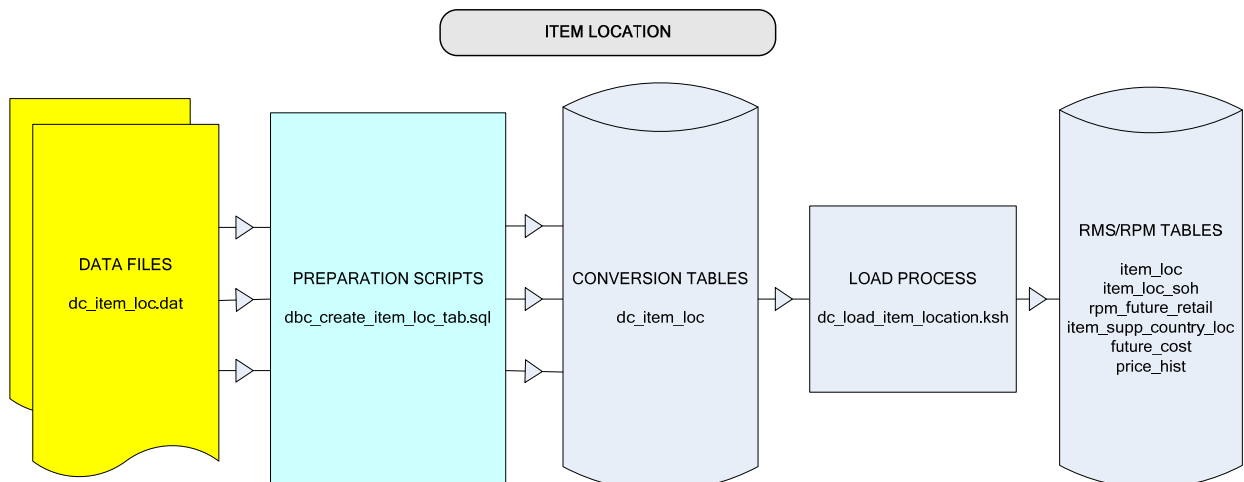 ITEM LOCATION
DATA FILES
dc_item_loc.dat
PREPARATION SCRIPTS
dbc_create_item_loc_tab.sql
CONVERSION TABLES
dc_item_loc
LOAD PROCESS
dc_load_item_location.ksh
RMS/RPM TABLES
item_loc
item_loc_soh
rpm_future_retail
item_supp_country_loc
future_cost
price_hist